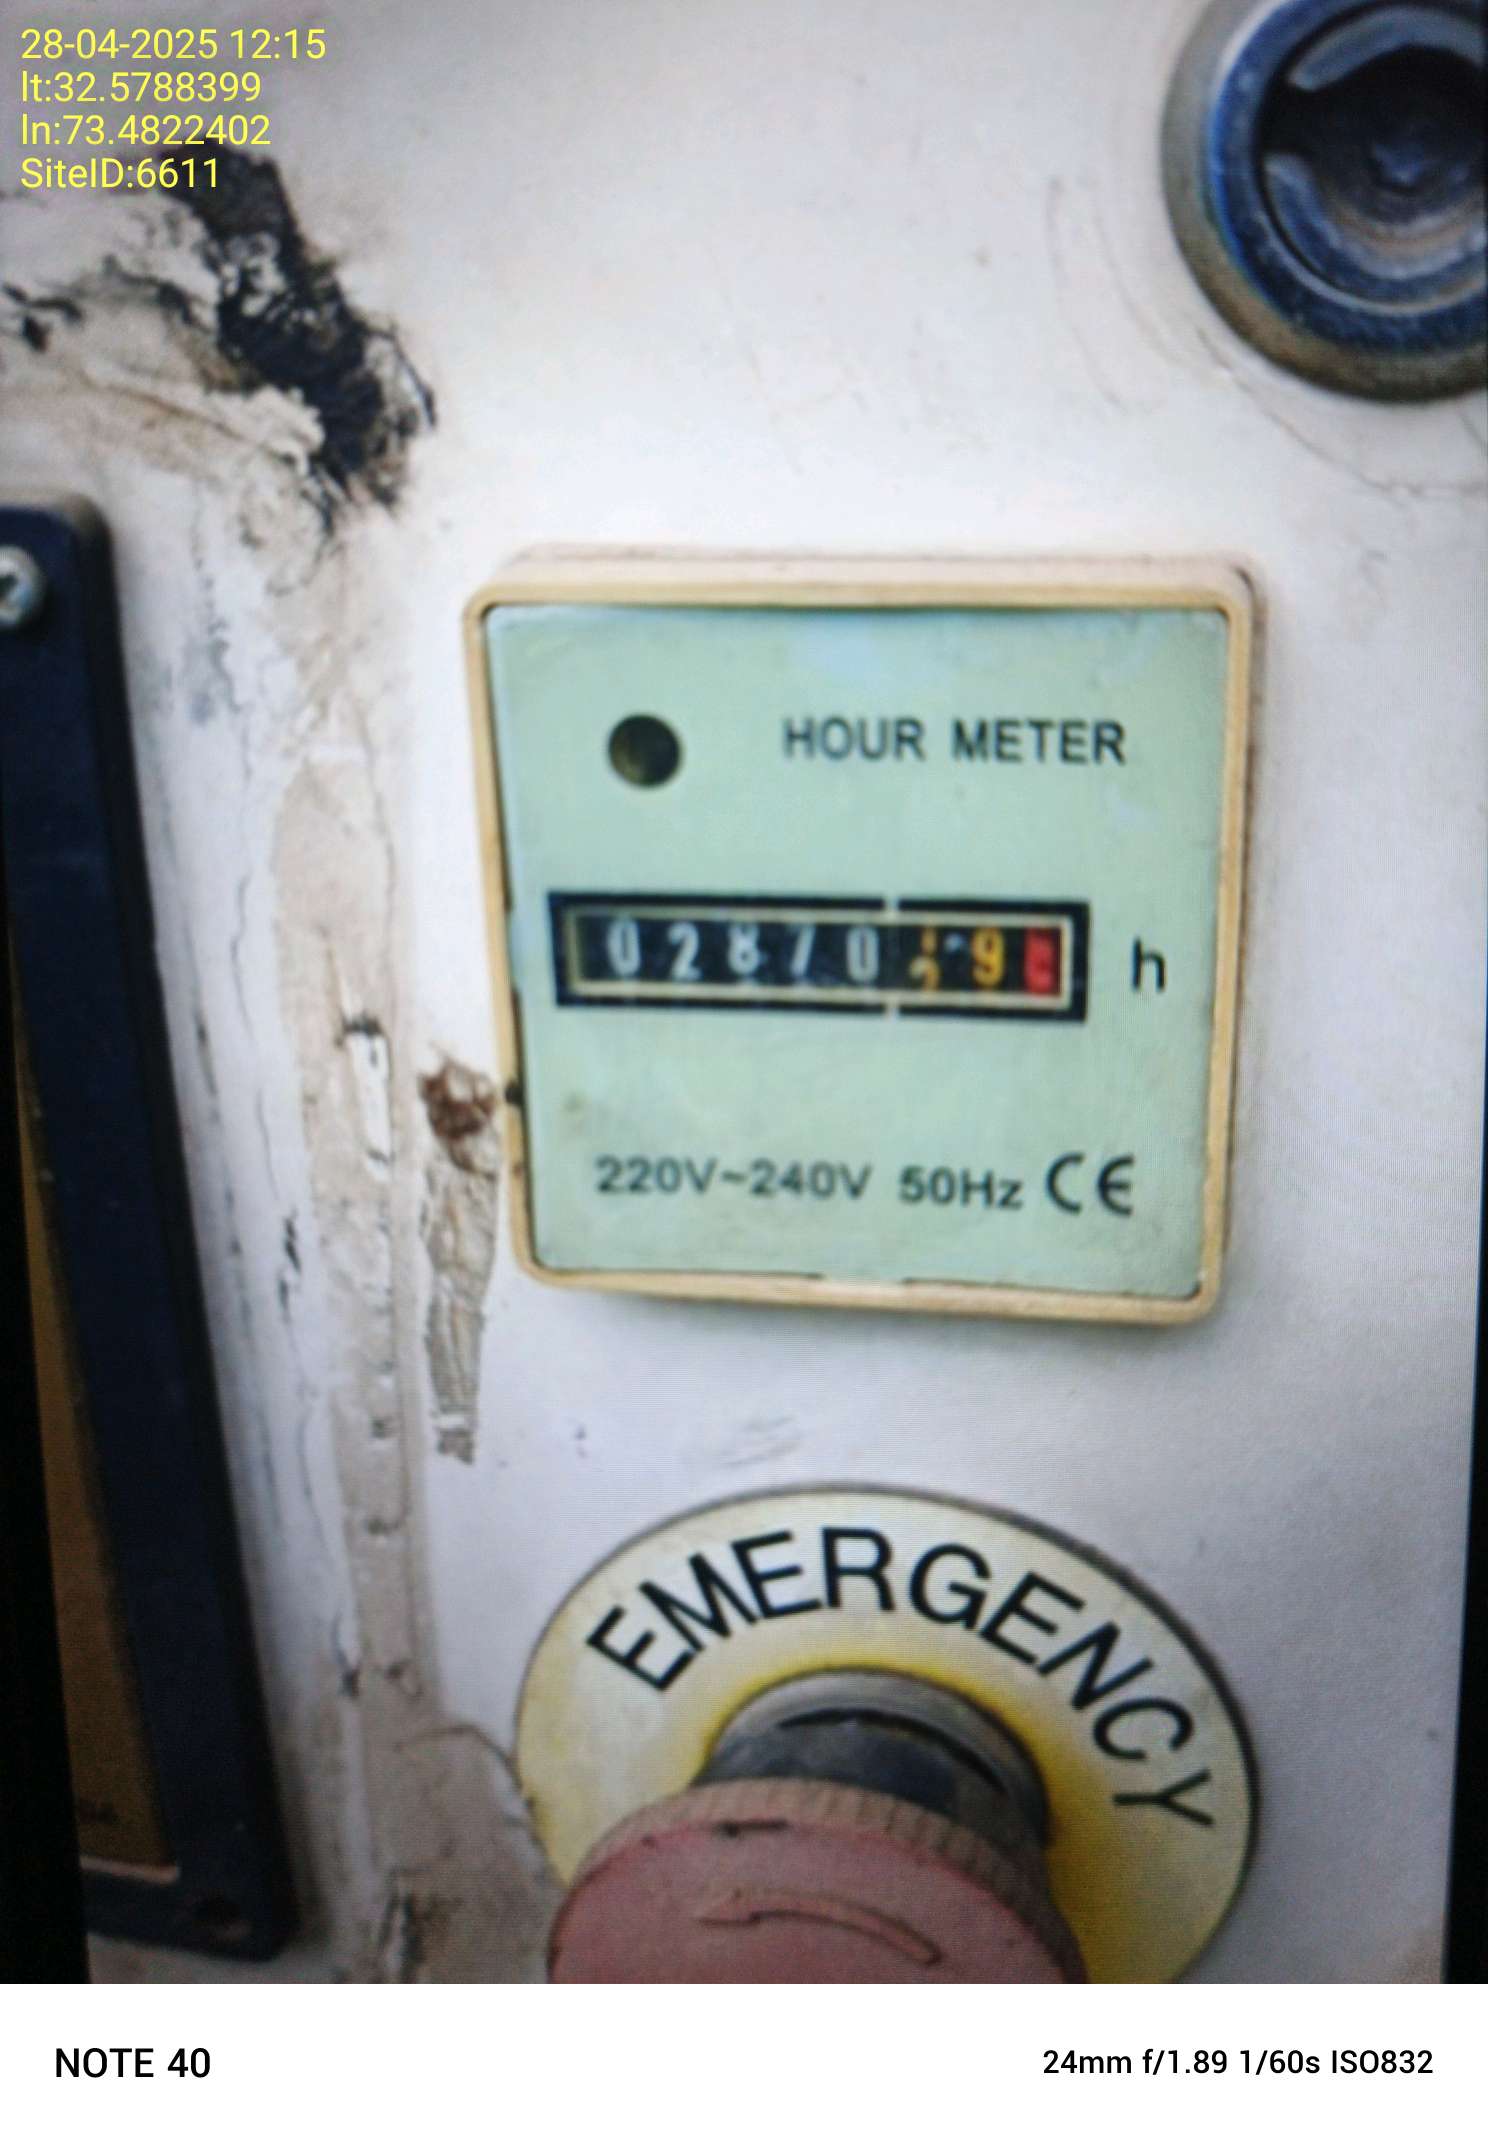 28-04-2025 12:15
lt:32.5788399
ln:73.4822402
SiteID:6611
HOUR METER
h
220V~240V 50Hz CE
EMERGENCY
NOTE 40
24mm f/1.89 1/60s ISO832